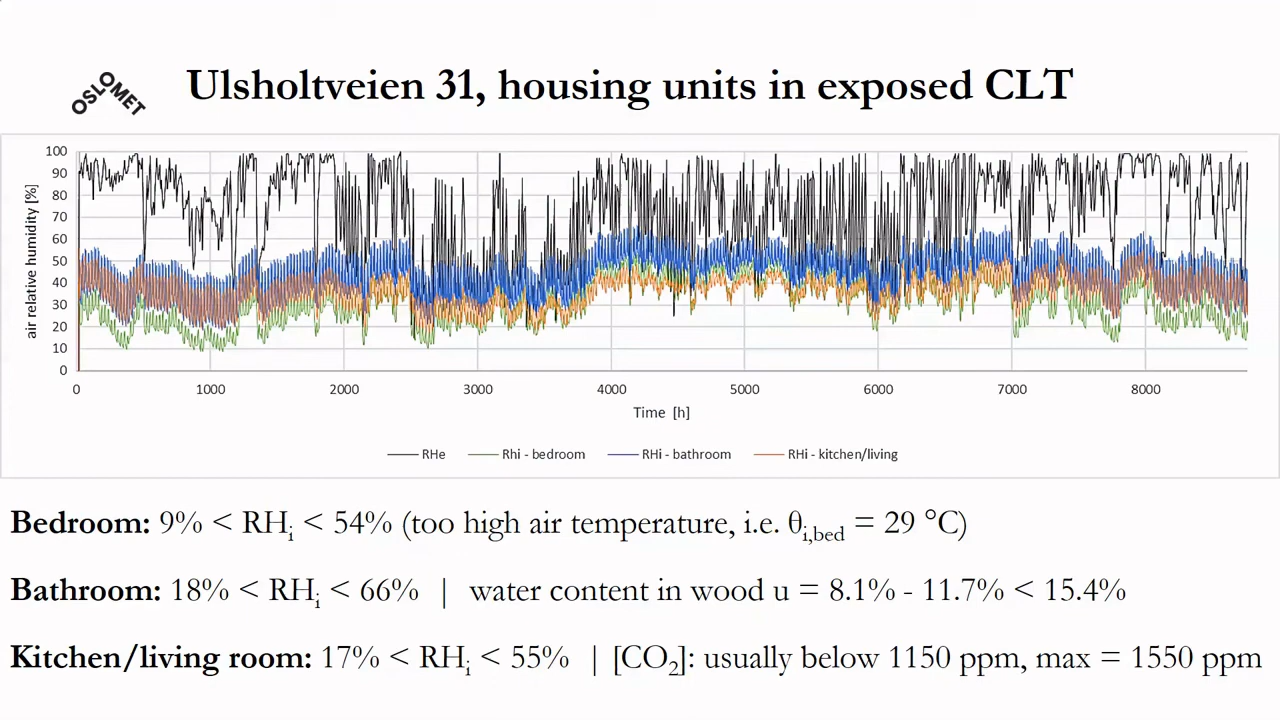 OSLOMET
Ulsholtveien 31, housing units in exposed CLT
air relative humidity [%]
100
90
80
70
60
50
40
30
20
10
0
0 1000 2000 3000 4000 5000 6000 7000 8000
Time [h]
RHe Rhi - bedroom RHi - bathroom RHi - kitchen/living
Bedroom: 9% < RHi < 54% (too high air temperature, i.e. θi,bed = 29 °C)
Bathroom: 18% < RHi < 66% | water content in wood u = 8.1% - 11.7% < 15.4%
Kitchen/living room: 17% < RHi < 55% | [CO2]: usually below 1150 ppm, max = 1550 ppm